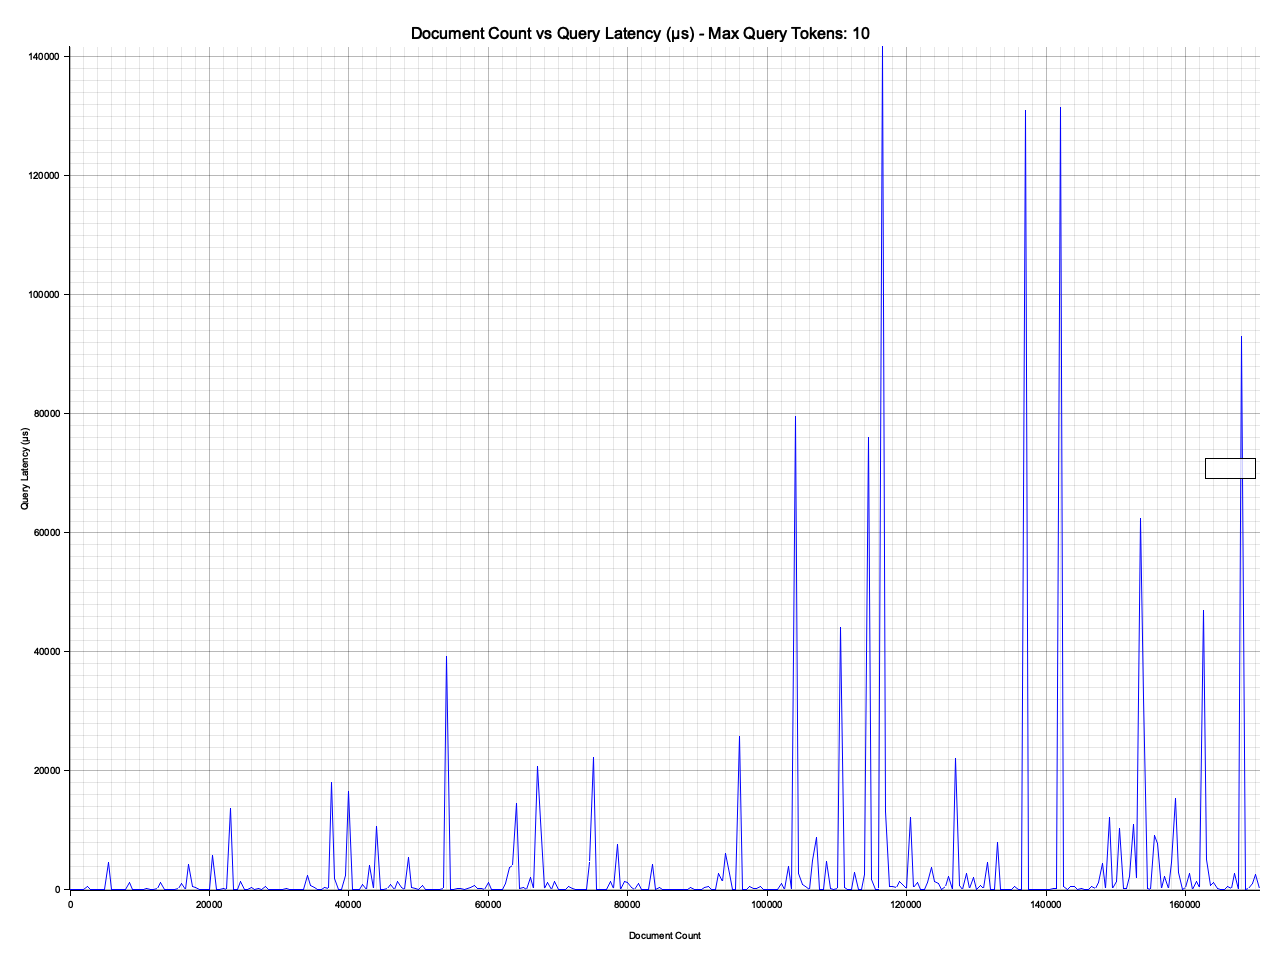 Document Count vs Query Latency (µs) - Max Query Tokens: 10
140000
120000
100000
80000
60000
40000
20000
0
Query Latency (µs)
0 20000 40000 60000 80000 100000 120000 140000 160000
Document Count